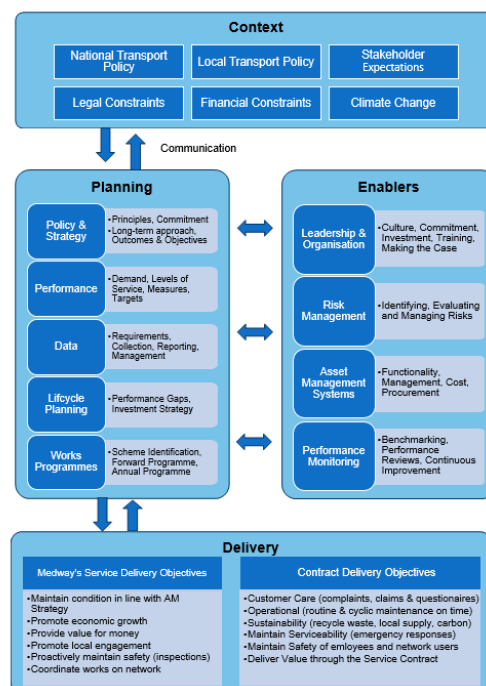 Context
National Transport
Policy
Local Transport Policy
Stakeholder
Expectations
Legal Constraints
Financial Constraints
Climate Change
Communication
Planning
Policy &
Strategy
•Principles, Commitment
•Long-term approach,
Outcomes & Objectives
Performance
•Demand, Levels of
Service, Measures,
Targets
Data
•Requirements,
Collection, Reporting,
Management
Lifcycle
Planning
•Performance Gaps,
Investment Strategy
Works
Programmes
•Scheme Identification,
Forward Programme,
Annual Programme
Enablers
Leadership &
Organisation
•Culture, Commitment,
Investment, Training,
Making the Case
Risk
Management
•Identifying, Evaluating
and Managing Risks
Asset
Management
Systems
•Functionality,
Management, Cost,
Procurement
Performance
Monitoring
•Benchmarking,
Performance
Reviews, Continuous
Improvement
Delivery
Medway's Service Delivery Objectives
•Maintain condition in line with AM
Strategy
•Promote economic growth
•Provide value for money
•Promote local engagement
•Proactively maintain safety (inspections)
•Coordinate works on network
Contract Delivery Objectives
•Customer Care (complaints, claims & questionaires)
•Operational (routine & cyclic maintenance on time)
•Sustainability (recycle waste, local supply, carbon)
•Maintain Serviceability (emergency responses)
•Maintain Safety of emloyees and network users
•Deliver Value through the Service Contract